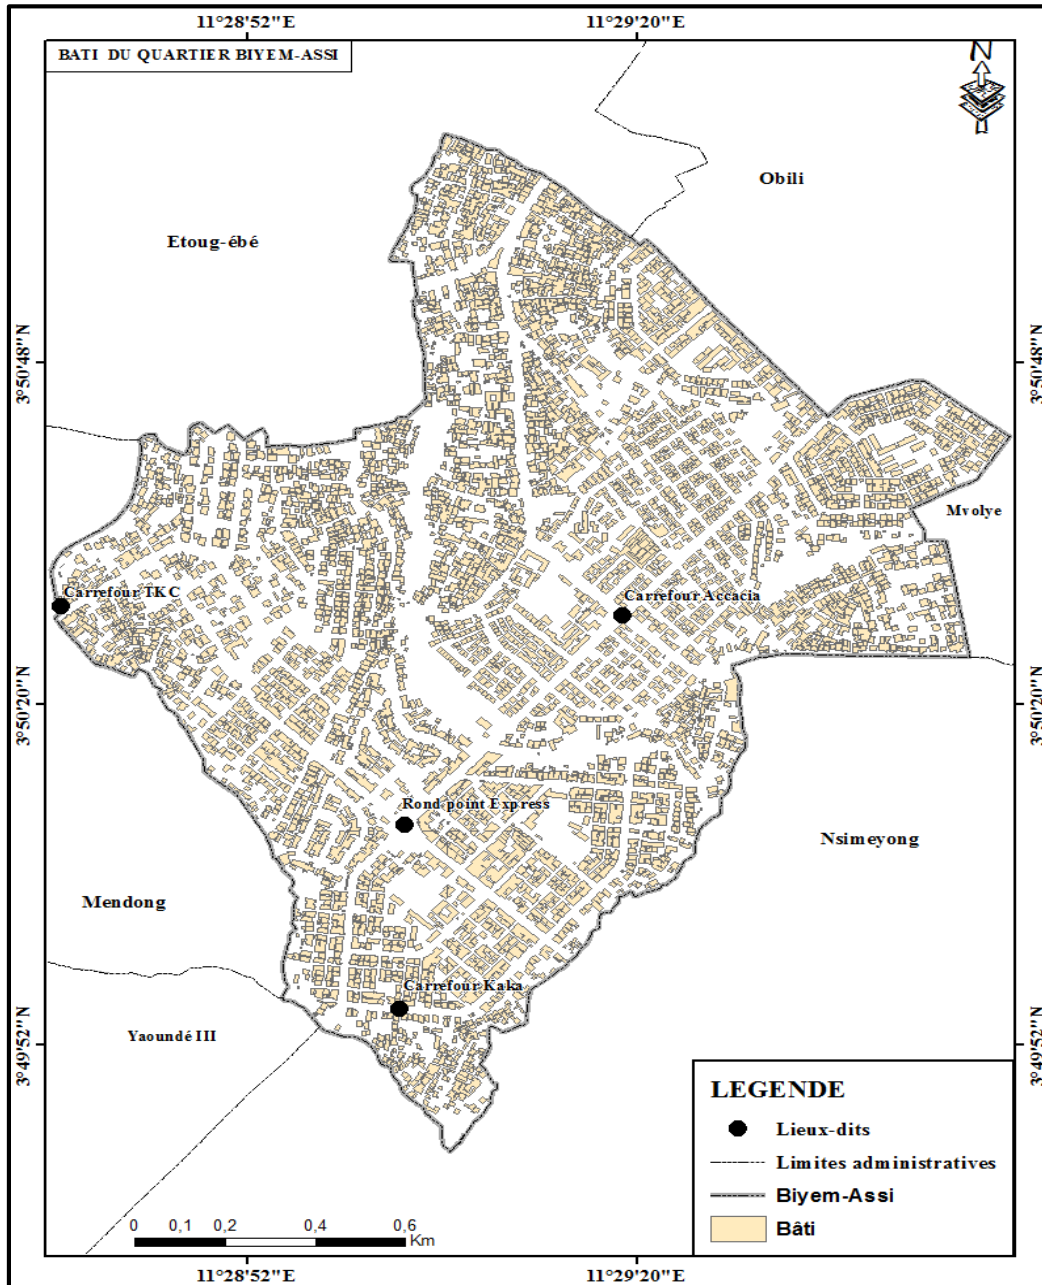 11°28'52"E
11°29'20"E
BATI DU QUARTIER BIYEM-ASSI
N
Obili
Etoug-ébé
3°50'48"N
3°50'48"N
Mvolye
Carrefour TKC
Carrefour Accacia
3°50'20"N
3°50'20"N
Rond point Express
Nsimeyong
Mendong
Carrefour Kaka
Yaoundé III
3°49'52"N
3°49'52"N
LEGENDE
Lieux-dits
Limites administratives
Biyem-Assi
Bâti
0 0,1 0,2 0,4 0,6
Km
11°28'52"E
11°29'20"E